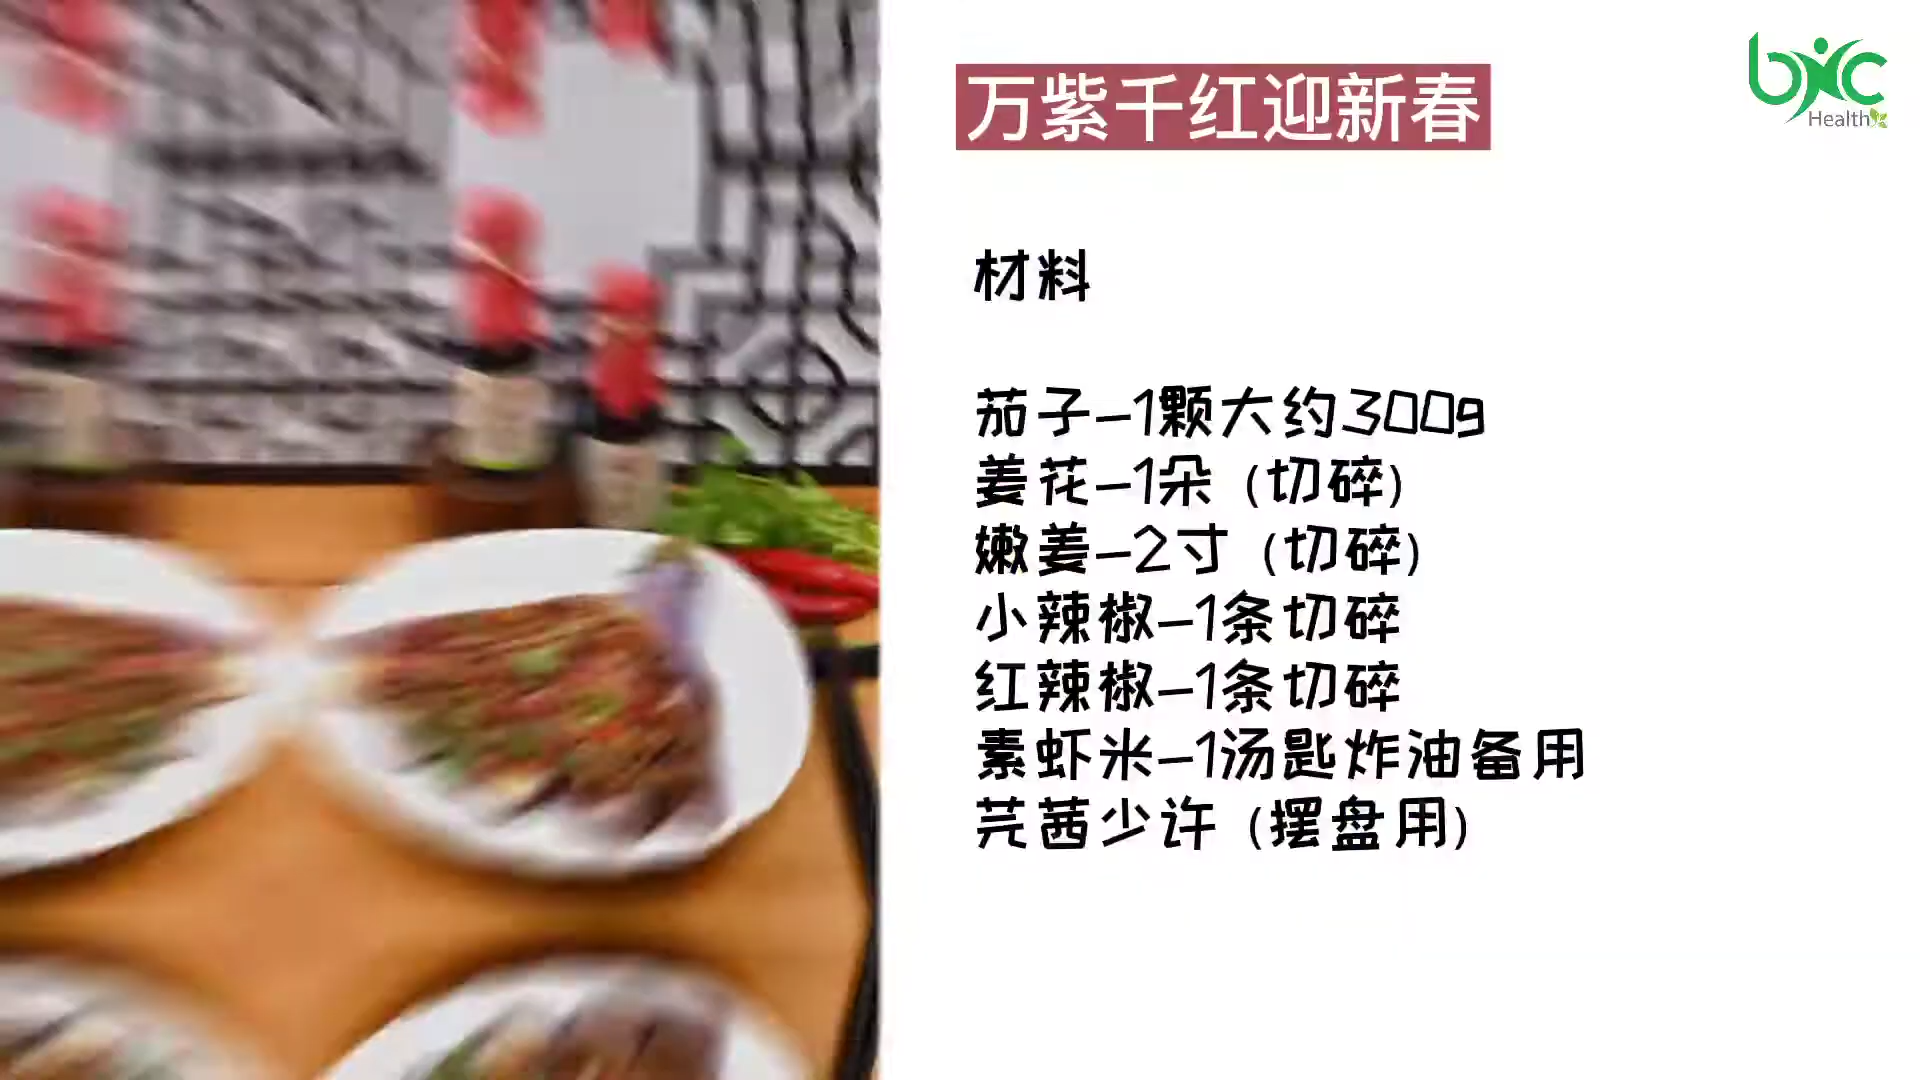 万紫千红迎新春
bxc
Health
材料
茄子-1颗大约300g
姜花-1朵 (切碎)
嫩姜-2寸 (切碎)
小辣椒-1条切碎
红辣椒-1条切碎
素虾米-1汤匙炸油备用
芫茜少许 (摆盘用)